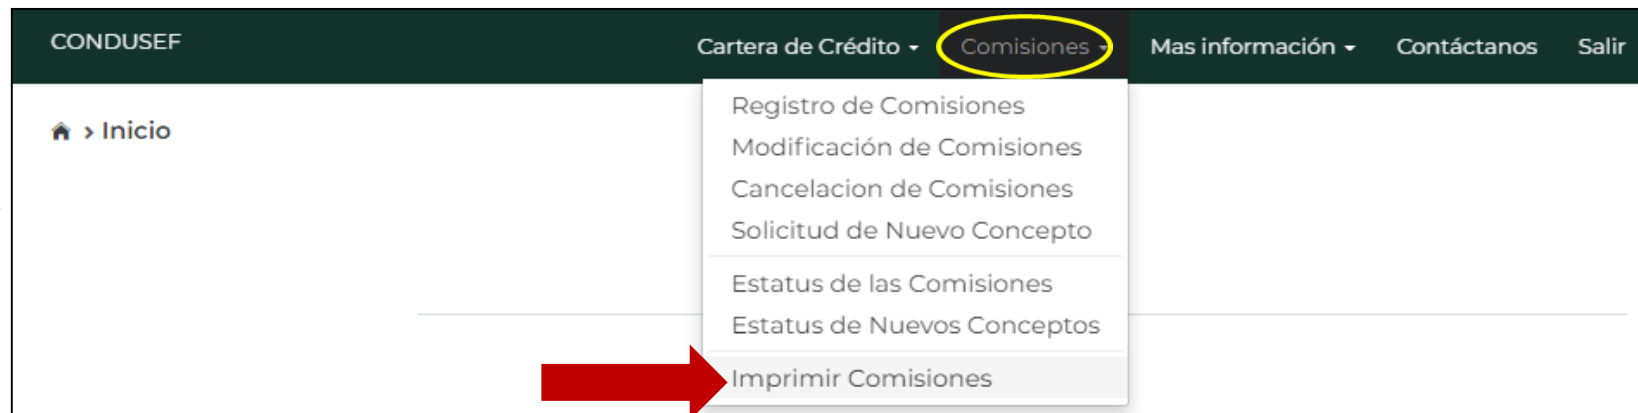 CONDUSEF
Cartera de Crédito Comisiones Mas información Contáctanos Salir
> Inicio
Registro de Comisiones
Modificación de Comisiones
Cancelacion de Comisiones
Solicitud de Nuevo Concepto
Estatus de las Comisiones
Estatus de Nuevos Conceptos
Imprimir Comisiones